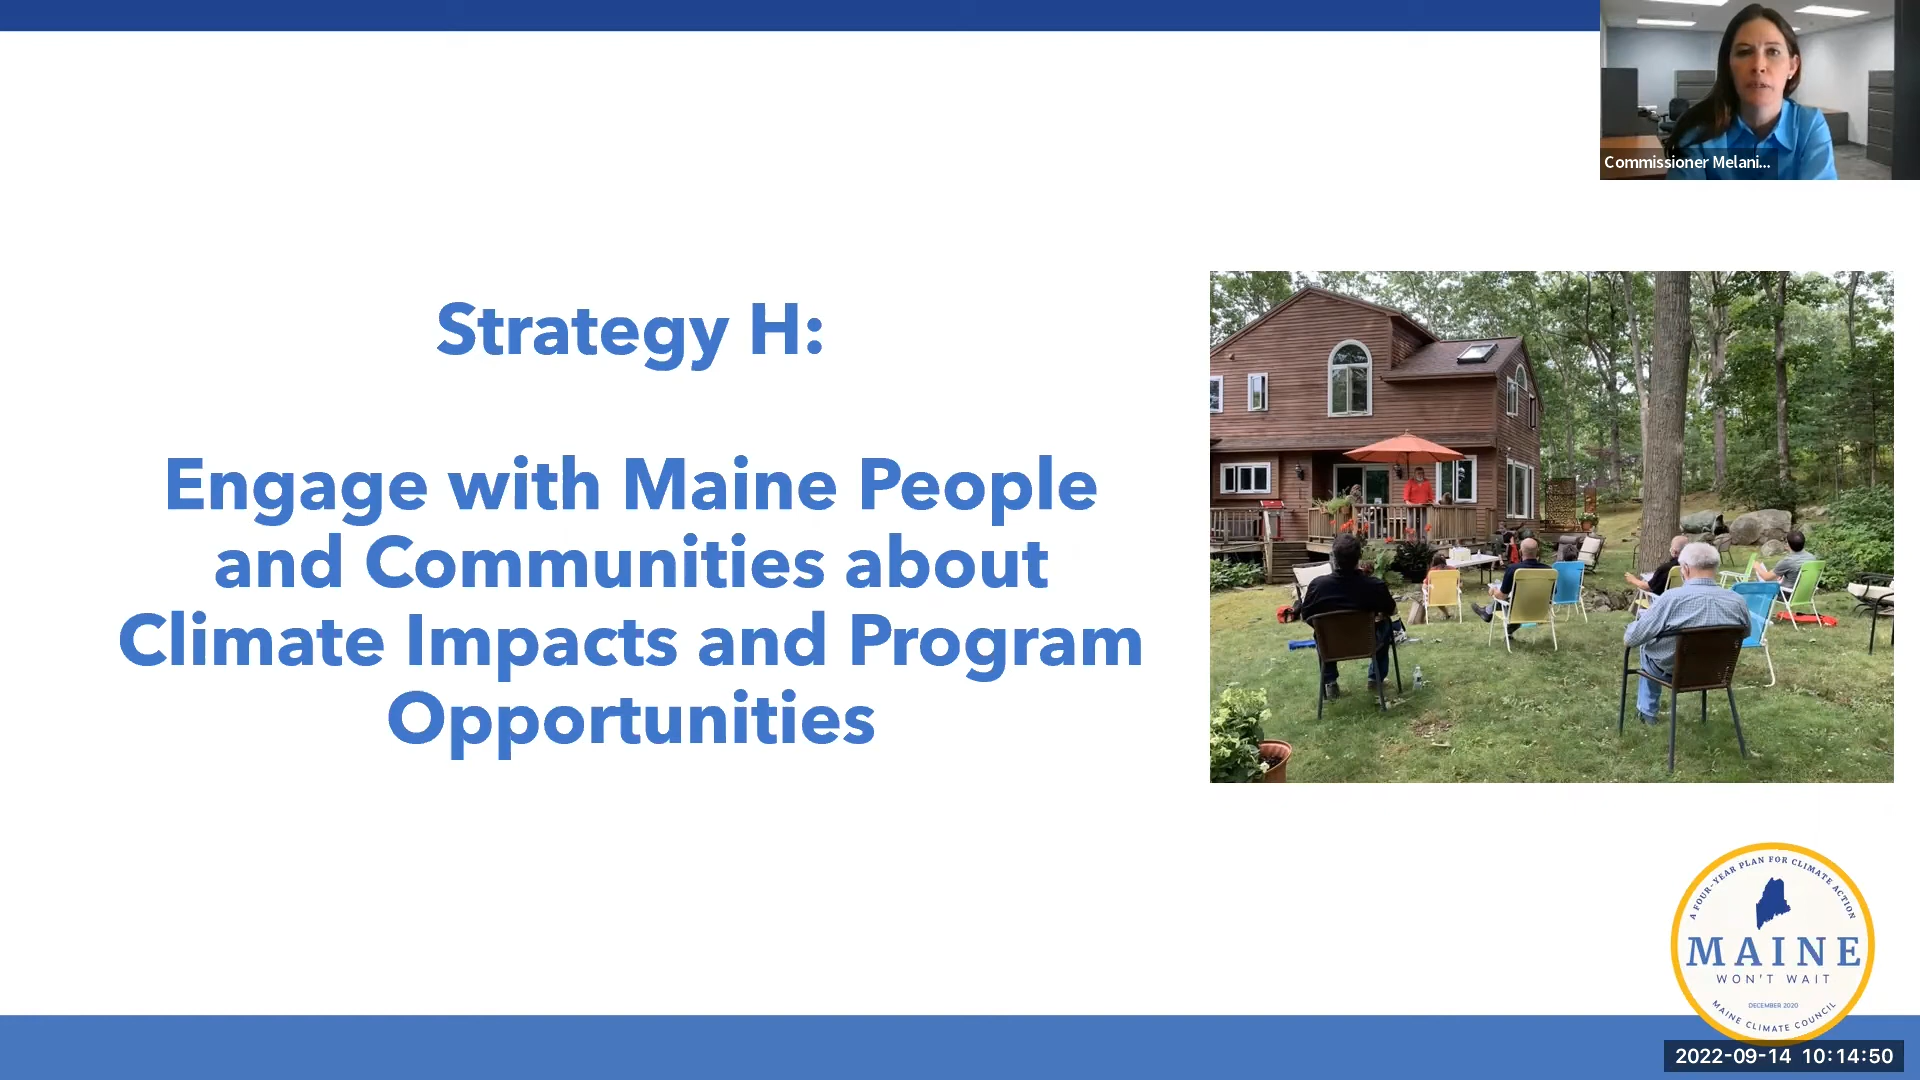 Commissioner Melani...
Strategy H:
Engage with Maine People
and Communities about
Climate Impacts and Program
Opportunities
A FOUR-YEAR PLAN FOR CLIMATE ACTION
MAINE
WON'T WAIT
DECEMBER 2020
MAINE CLIMATE COUNCIL
2022-09-14 10:14:50